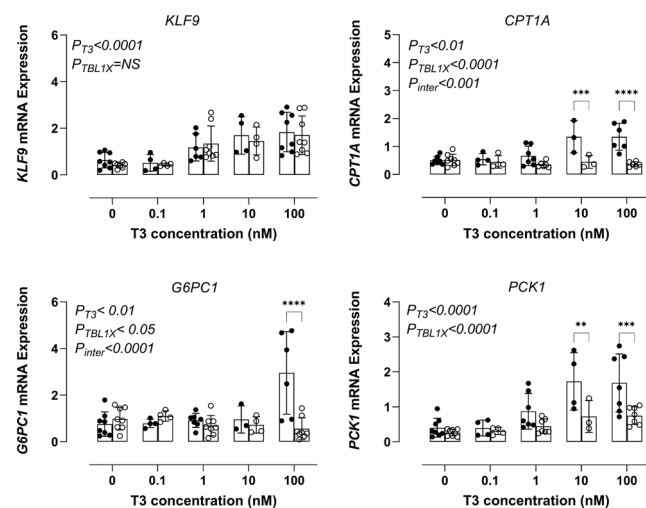 KLF9
P_T3<0.0001
P_TBL1X=NS
KLF9 mRNA Expression
6
4
2
0
0 0.1 1 10 100
T3 concentration (nM)
CPT1A
P_T3<0.01
P_TBL1X<0.0001
P_inter<0.001
*** ****
CPT1A mRNA Expression
5
4
3
2
1
0
0 0.1 1 10 100
T3 concentration (nM)
G6PC1
P_T3< 0.01
P_TBL1X< 0.05
P_inter<0.0001
****
G6PC1 mRNA Expression
6
4
2
0
0 0.1 1 10 100
T3 concentration (nM)
PCK1
P_T3<0.0001
P_TBL1X<0.0001
** ***
PCK1 mRNA Expression
4
3
2
1
0
0 0.1 1 10 100
T3 concentration (nM)